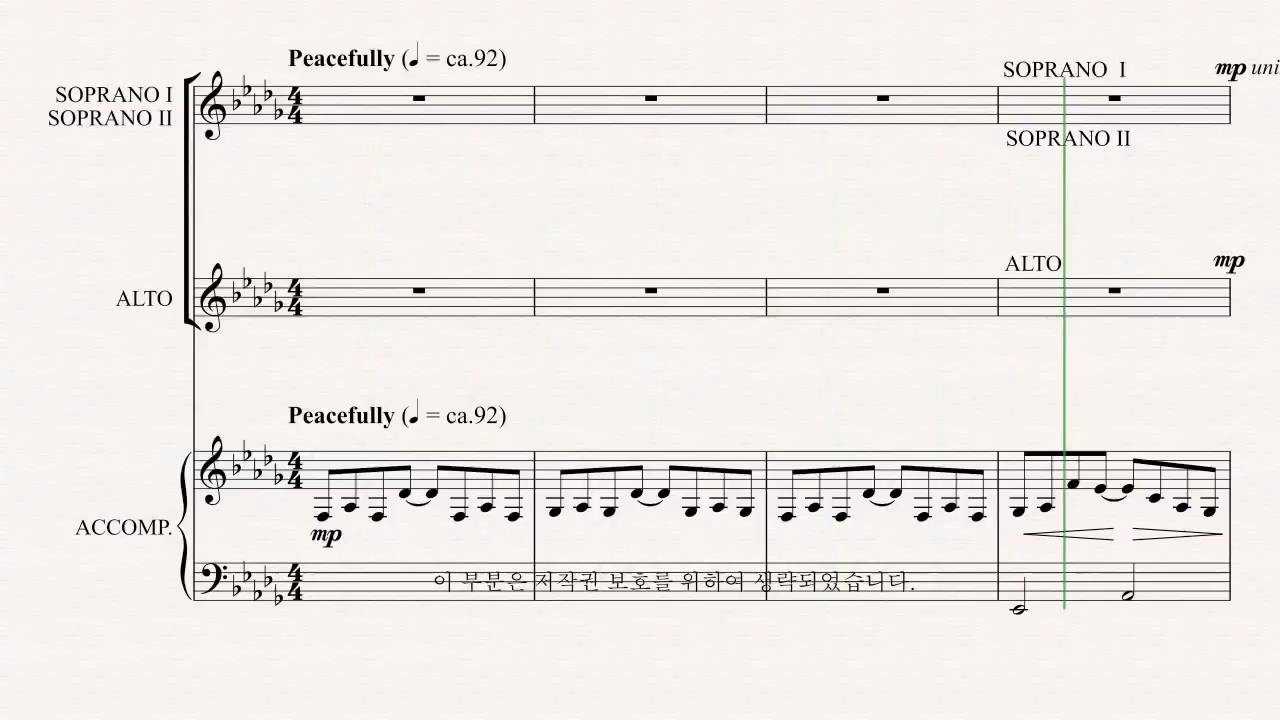 Peacefully (♩ = ca.92)
SOPRANO I
SOPRANO II
SOPRANO I
mp uni
SOPRANO II
ALTO
ALTO
mp
Peacefully (♩ = ca.92)
ACCOMP.
mp
이 부분은 저작권 보호를 위하여 생략되었습니다.